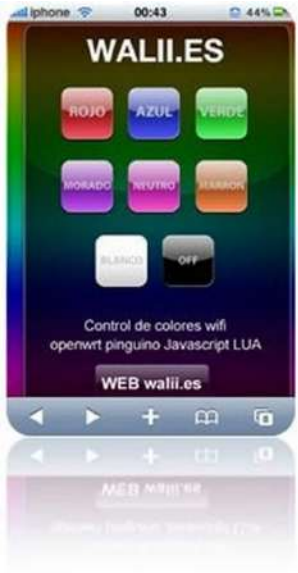 iphone 00:43 44%
WALII.ES
ROJO AZUL VERDE
MORADO NEUTRO MARRON
BLANCO OFF
Control de colores wifi
openwrt pinguino Javascript LUA
WEB walii.es